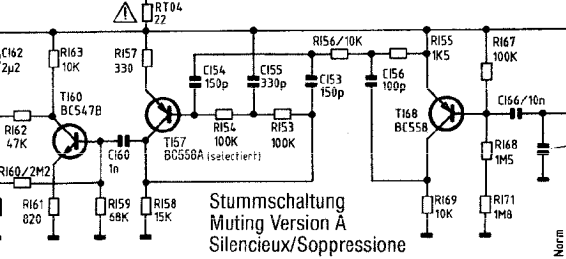 RT04
22
C162
2µ2
R163
10K
R157
330
R156/10K
R155
1K5
R167
100K
C154
150p
C155
330p
C153
150p
C156
100p
T160
BC547B
T168
BC558
C166/10n
R162
47K
C160
1n
T157
BC558A (selectiert)
R154
100K
R153
100K
R168
1M5
R160/2M2
R161
820
R159
68K
R158
15K
R169
10K
R171
1M8
Stummschaltung
Muting Version A
Silencieux/Soppressione
Norm